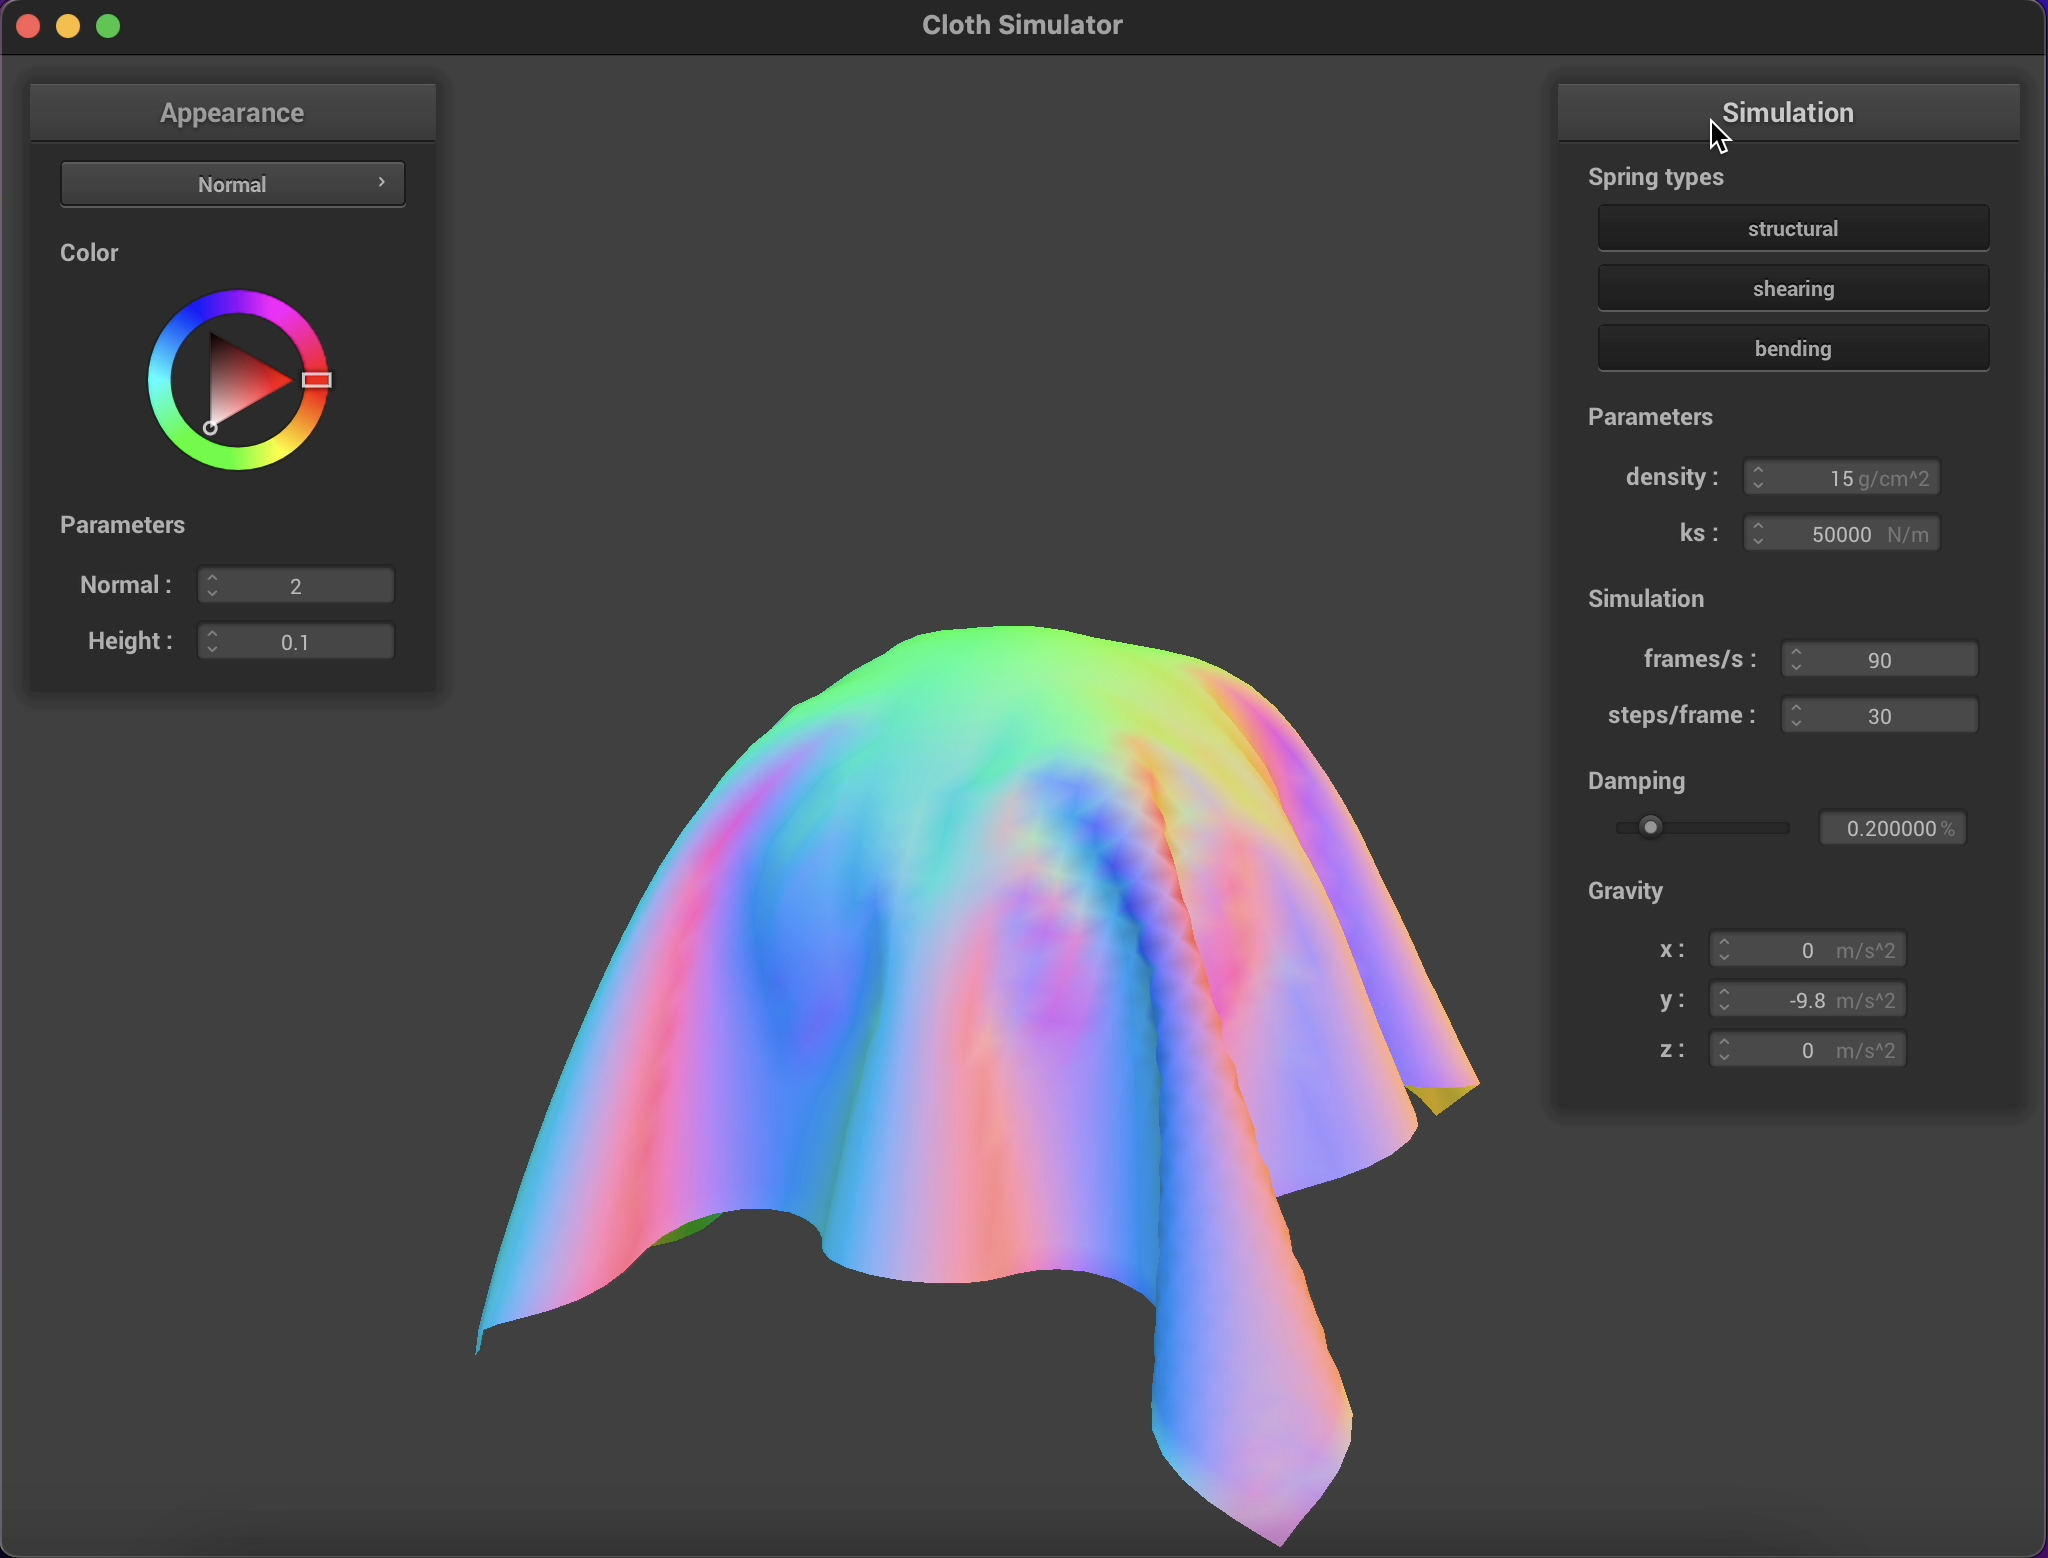 Cloth Simulator
Appearance
Normal
Color
Parameters
Normal : 2
Height : 0.1
Simulation
Spring types
structural
shearing
bending
Parameters
density : 15 g/cm^2
ks : 50000 N/m
Simulation
frames/s : 90
steps/frame : 30
Damping
0.200000 %
Gravity
x : 0 m/s^2
y : -9.8 m/s^2
z : 0 m/s^2